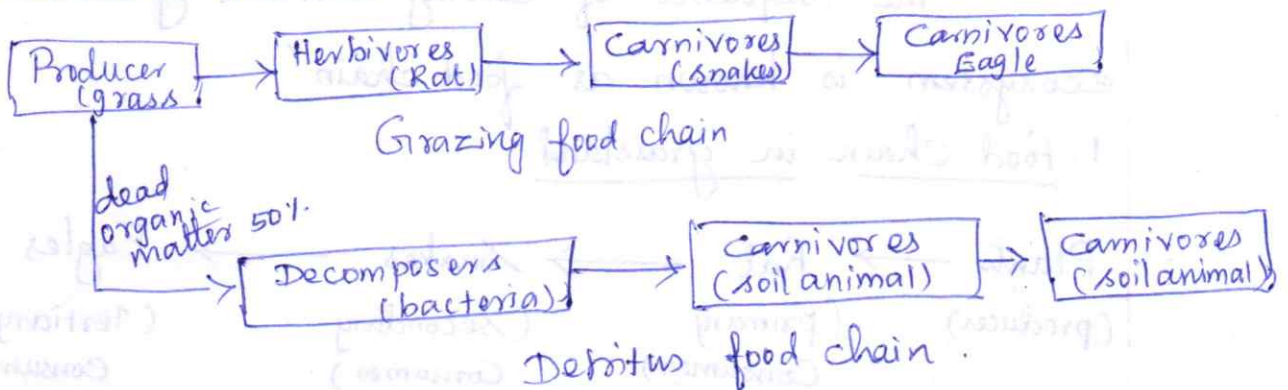 Producer
(grass
Herbivores
(Rat)
Carnivores
(snakes)
Carnivores
Eagle
Grazing food chain
dead
organic
matter 50%.
Decomposers
(bacteria)
Carnivores
(soil animal)
Carnivores
(soil animal)
Detritus food chain.